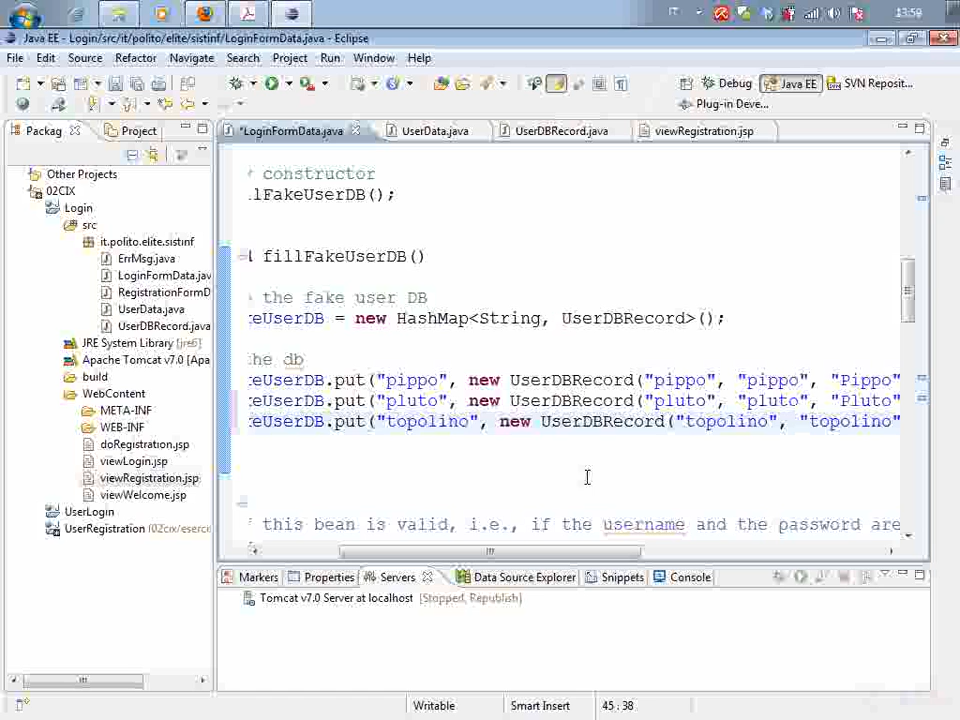 IT
13:59
Java EE - Login/src/it/polito/elite/sistinf/LoginFormData.java - Eclipse
File Edit Source Refactor Navigate Search Project Run Window Help
Debug Java EE SVN Reposit...
Plug-in Deve...
Packag Project
*LoginFormData.java UserData.java UserDBRecord.java viewRegistration.jsp
Other Projects
02CIX
Login
src
it.polito.elite.sistinf
ErrMsg.java
LoginFormData.jav
RegistrationFormD
UserData.java
UserDBRecord.java
JRE System Library [jre6]
Apache Tomcat v7.0 [Apa
build
WebContent
META-INF
WEB-INF
doRegistration.jsp
viewLogin.jsp
viewRegistration.jsp
viewWelcome.jsp
UserLogin
UserRegistration (02cix/eserci
constructor
lFakeUserDB();
fillFakeUserDB()
the fake user DB
eUserDB = new HashMap<String, UserDBRecord>();
he db
eUserDB.put("pippo", new UserDBRecord("pippo", "pippo", "Pippo"
eUserDB.put("pluto", new UserDBRecord("pluto", "pluto", "Pluto"
eUserDB.put("topolino", new UserDBRecord("topolino", "topolino"
this bean is valid, i.e., if the username and the password are
Markers Properties Servers Data Source Explorer Snippets Console
Tomcat v7.0 Server at localhost [Stopped, Republish]
Writable Smart Insert 45 : 38